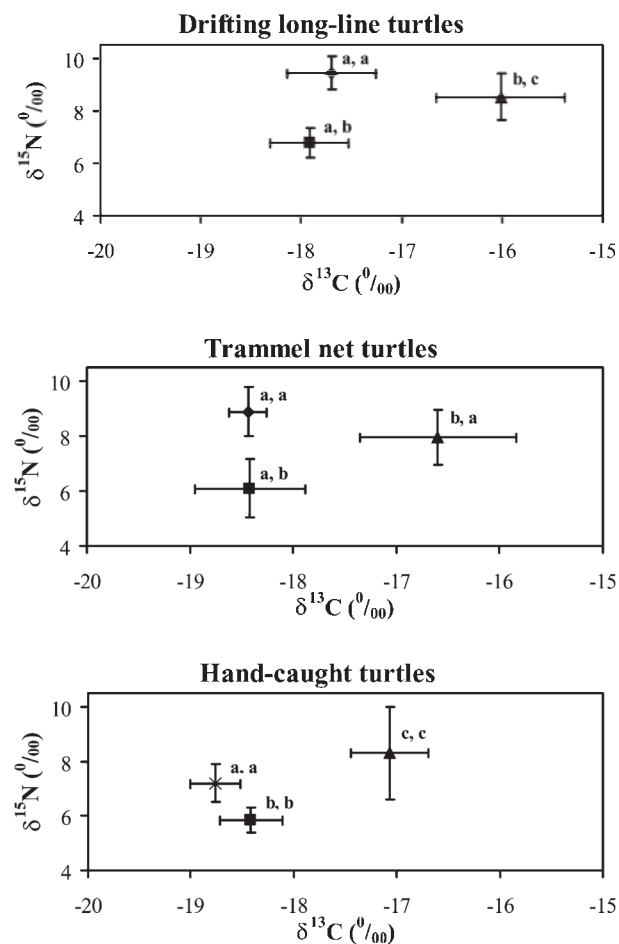 Drifting long-line turtles
10
8
6
4
δ¹⁵N (⁰/₀₀)
a, a
b, c
a, b
-20 -19 -18 -17 -16 -15
δ¹³C (⁰/₀₀)
Trammel net turtles
10
8
6
4
δ¹⁵N (⁰/₀₀)
a, a
b, a
a, b
-20 -19 -18 -17 -16 -15
δ¹³C (⁰/₀₀)
Hand-caught turtles
10
8
6
4
δ¹⁵N (⁰/₀₀)
c, c
a, a
b, b
-20 -19 -18 -17 -16 -15
δ¹³C (⁰/₀₀)